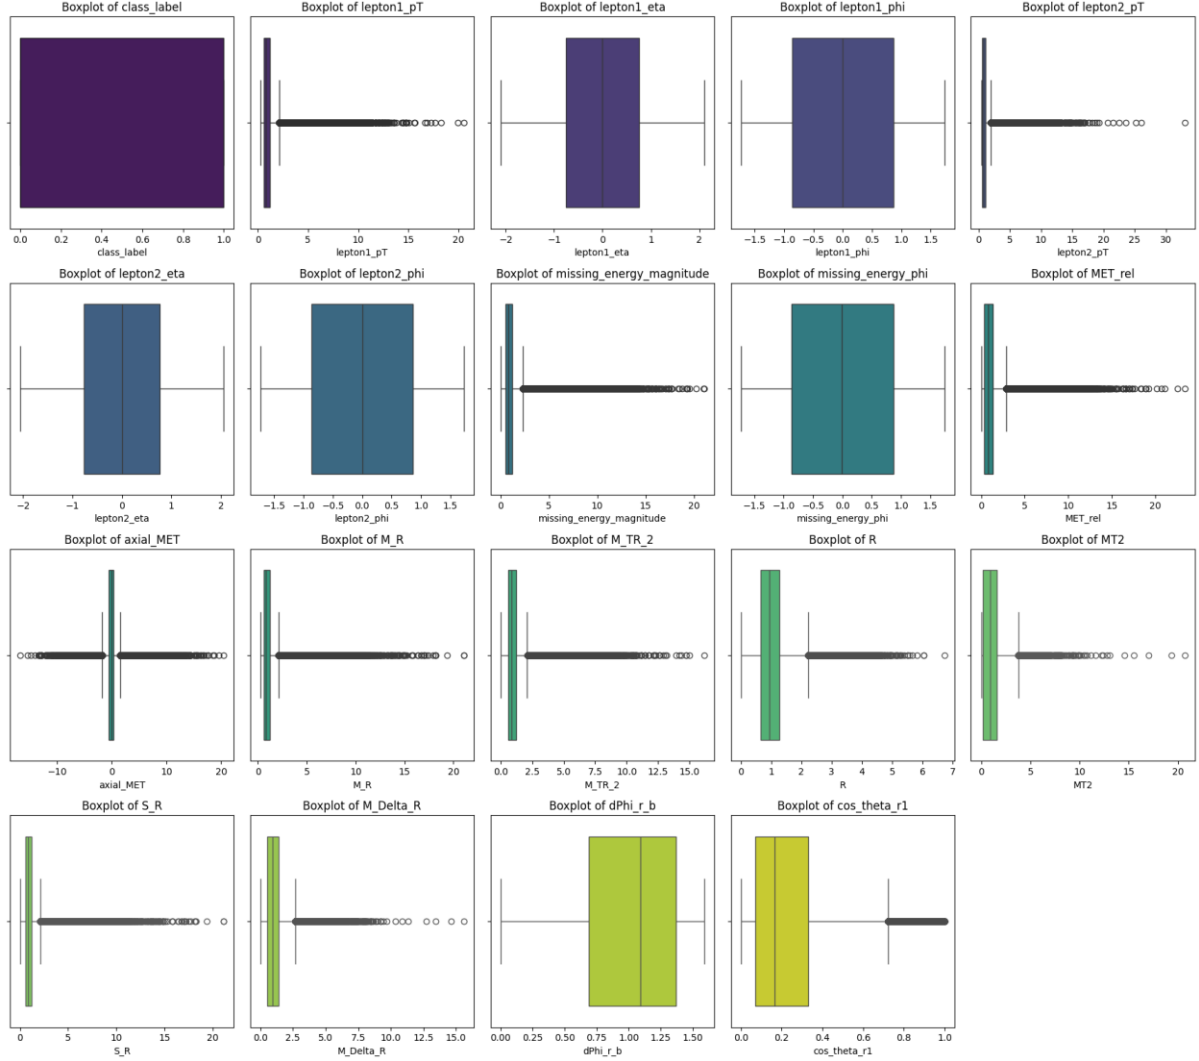 Boxplot of class_label
Boxplot of lepton1_pT
Boxplot of lepton1_eta
Boxplot of lepton1_phi
Boxplot of lepton2_pT
0.0 0.2 0.4 0.6 0.8 1.0
class_label
0 5 10 15 20
lepton1_pT
−2 −1 0 1 2
lepton1_eta
−1.5 −1.0 −0.5 0.0 0.5 1.0 1.5
lepton1_phi
0 5 10 15 20 25 30
lepton2_pT
Boxplot of lepton2_eta
Boxplot of lepton2_phi
Boxplot of missing_energy_magnitude
Boxplot of missing_energy_phi
Boxplot of MET_rel
−2 −1 0 1 2
lepton2_eta
−1.5 −1.0 −0.5 0.0 0.5 1.0 1.5
lepton2_phi
0 5 10 15 20
missing_energy_magnitude
−1.5 −1.0 −0.5 0.0 0.5 1.0 1.5
missing_energy_phi
0 5 10 15 20
MET_rel
Boxplot of axial_MET
Boxplot of M_R
Boxplot of M_TR_2
Boxplot of R
Boxplot of MT2
−10 0 10 20
axial_MET
0 5 10 15 20
M_R
0.0 2.5 5.0 7.5 10.0 12.5 15.0
M_TR_2
0 1 2 3 4 5 6 7
R
0 5 10 15 20
MT2
Boxplot of S_R
Boxplot of M_Delta_R
Boxplot of dPhi_r_b
Boxplot of cos_theta_r1
0 5 10 15 20
S_R
0.0 2.5 5.0 7.5 10.0 12.5 15.0
M_Delta_R
0.00 0.25 0.50 0.75 1.00 1.25 1.50
dPhi_r_b
0.0 0.2 0.4 0.6 0.8 1.0
cos_theta_r1